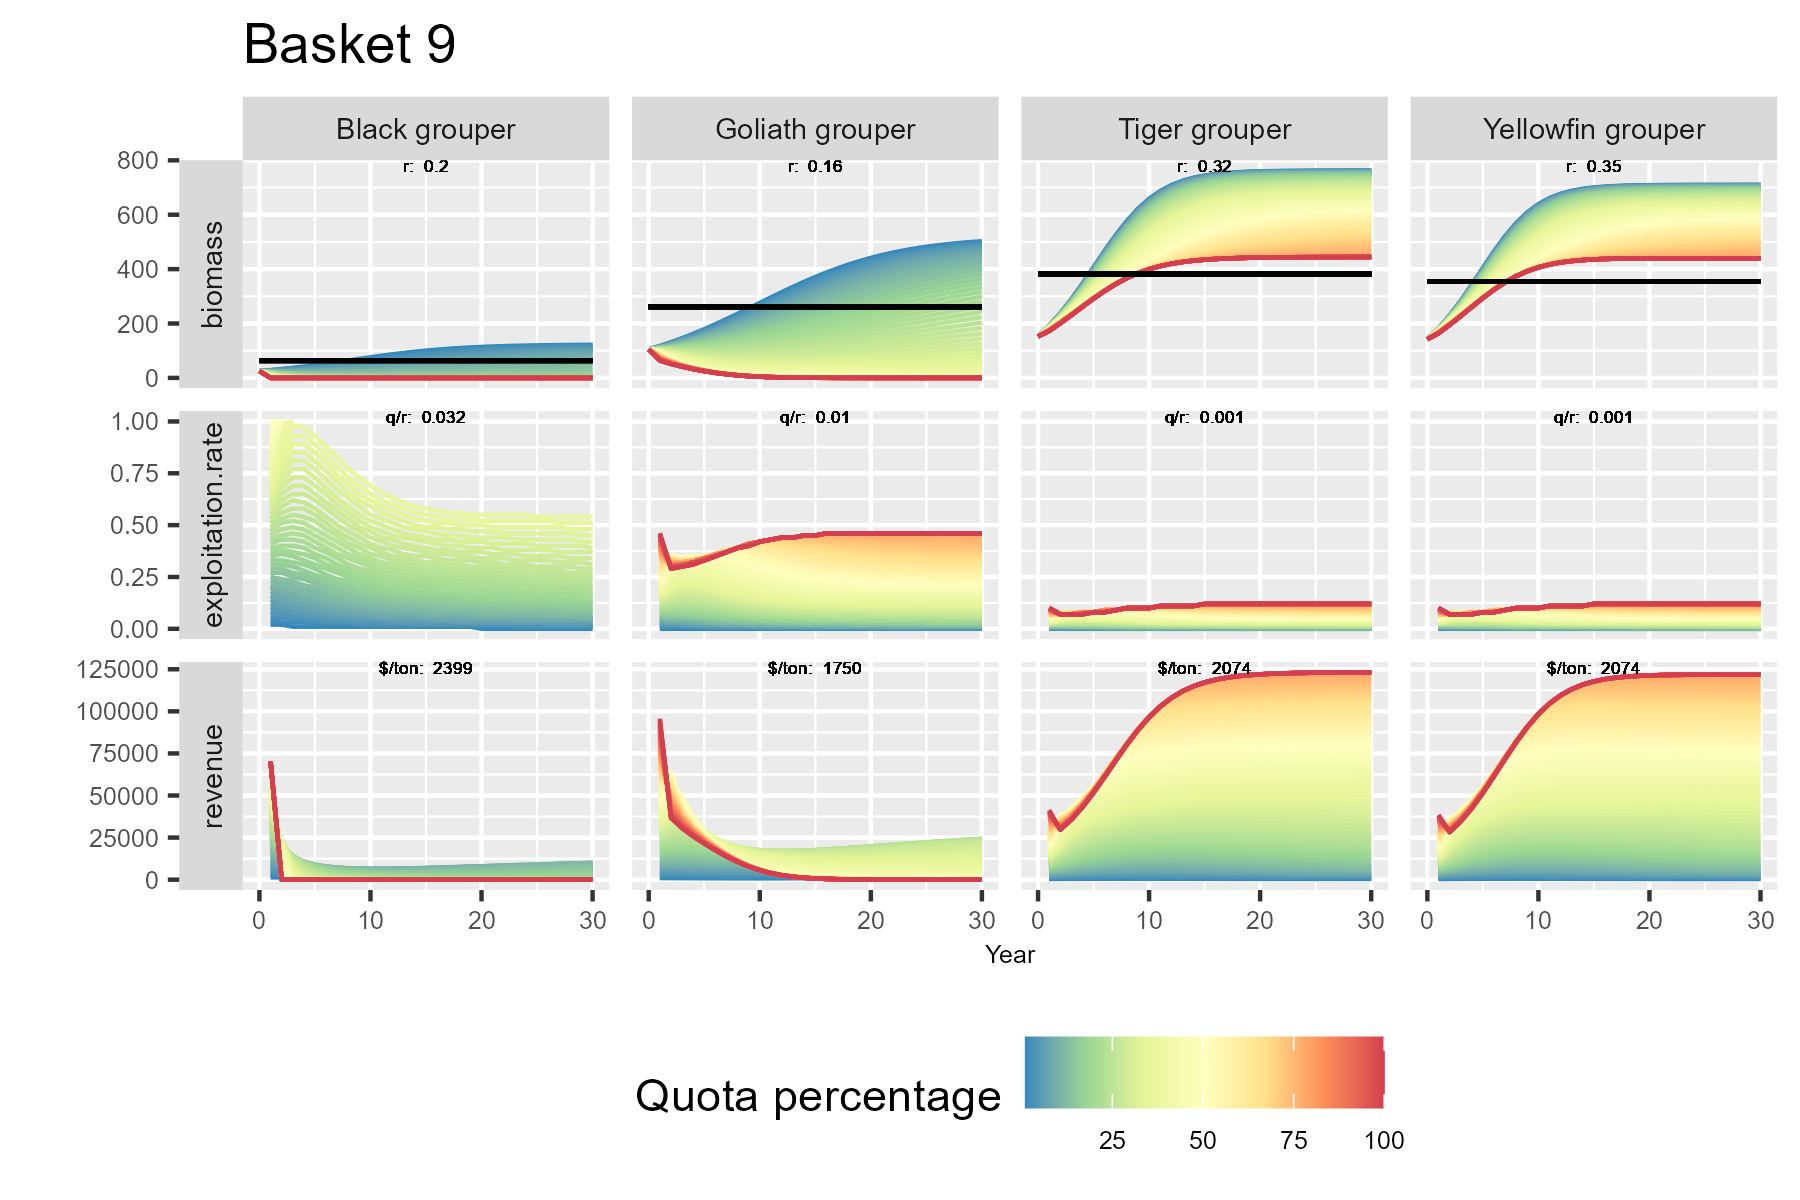 Basket 9
Black grouper Goliath grouper Tiger grouper Yellowfin grouper
r: 0.2 r: 0.16 r: 0.32 r: 0.35
800
600
400
200
0
biomass
q/r: 0.032 q/r: 0.01 q/r: 0.001 q/r: 0.001
1.00
0.75
0.50
0.25
0.00
exploitation.rate
$/ton: 2399 $/ton: 1750 $/ton: 2074 $/ton: 2074
125000
100000
75000
50000
25000
0
revenue
0 10 20 30 0 10 20 30 0 10 20 30 0 10 20 30
Year
Quota percentage
25 50 75 100